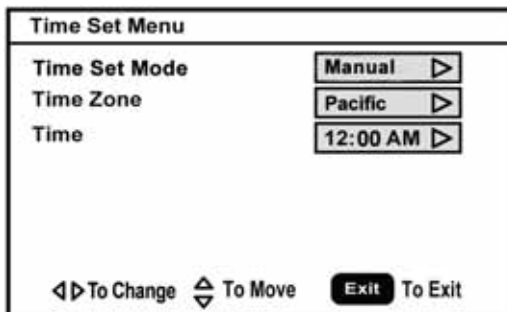 Time Set Menu
Time Set Mode Manual
Time Zone Pacific
Time 12:00 AM
To Change To Move Exit To Exit